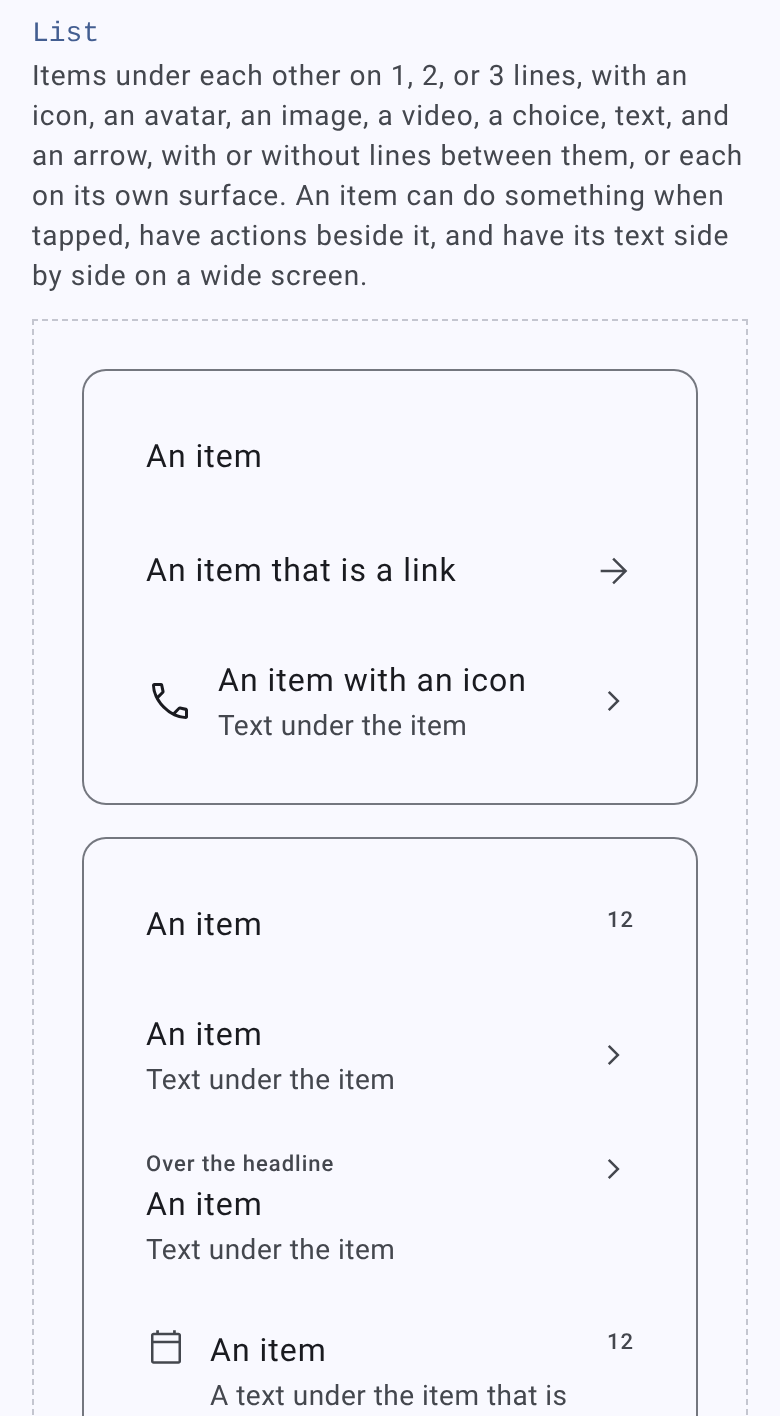 List
Items under each other on 1, 2, or 3 lines, with an
icon, an avatar, an image, a video, a choice, text, and
an arrow, with or without lines between them, or each
on its own surface. An item can do something when
tapped, have actions beside it, and have its text side
by side on a wide screen.
An item
An item that is a link
An item with an icon
Text under the item
An item
12
An item
Text under the item
Over the headline
An item
Text under the item
An item
12
A text under the item that is